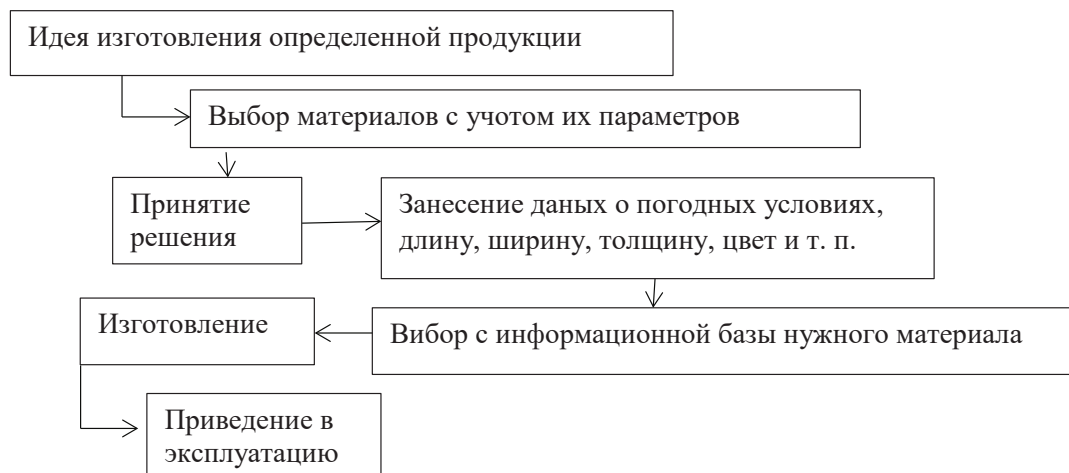 Идея изготовления определенной продукции
Выбор материалов с учотом их параметров
Принятие
решения
Занесение даных о погодных условиях,
длину, ширину, толщину, цвет и т. п.
Вибор с информационной базы нужного материала
Изготовление
Приведение в
эксплуатацию